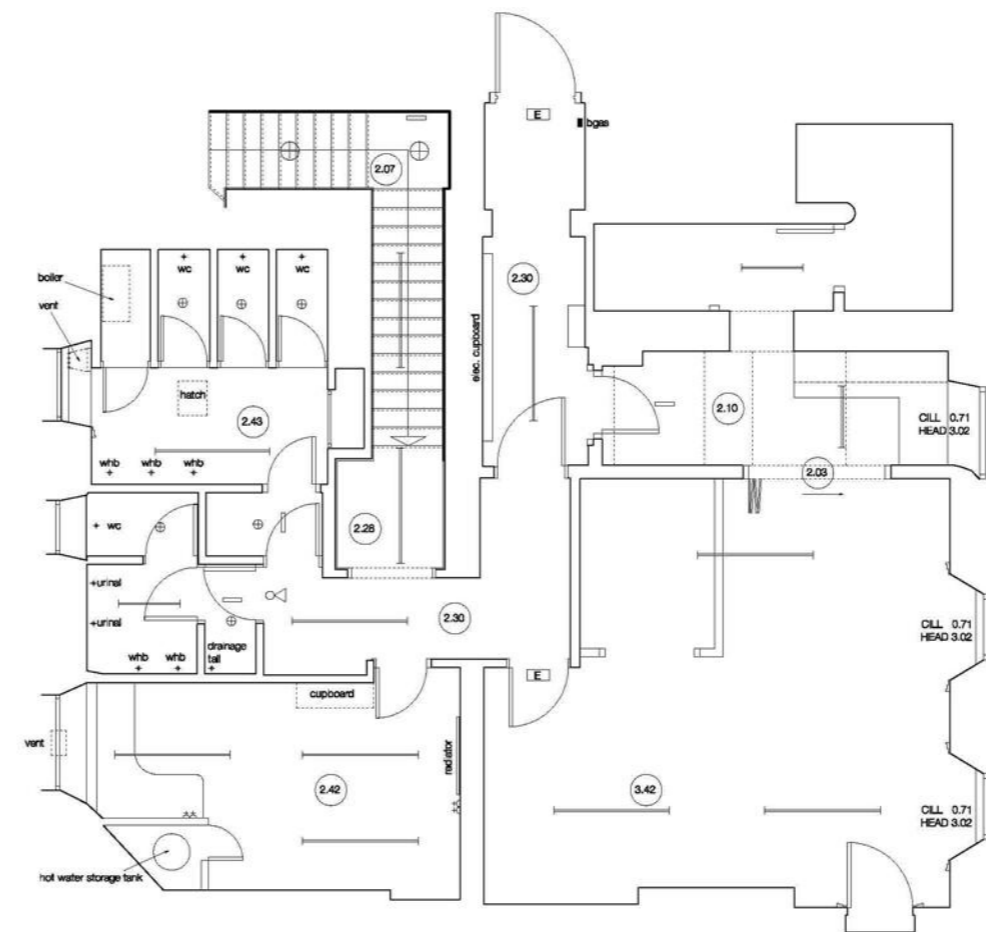 E
bgas
2.07
wc
wc
wc
boiler
vent
2.30
elec. cupboard
hatch
2.43
2.10
CILL 0.71
HEAD 3.02
whb
whb
whb
2.03
wc
2.28
urinal
urinal
2.30
CILL 0.71
HEAD 3.02
drainage
tall
whb
whb
E
cupboard
vent
radiator
2.42
3.42
CILL 0.71
HEAD 3.02
hot water storage tank